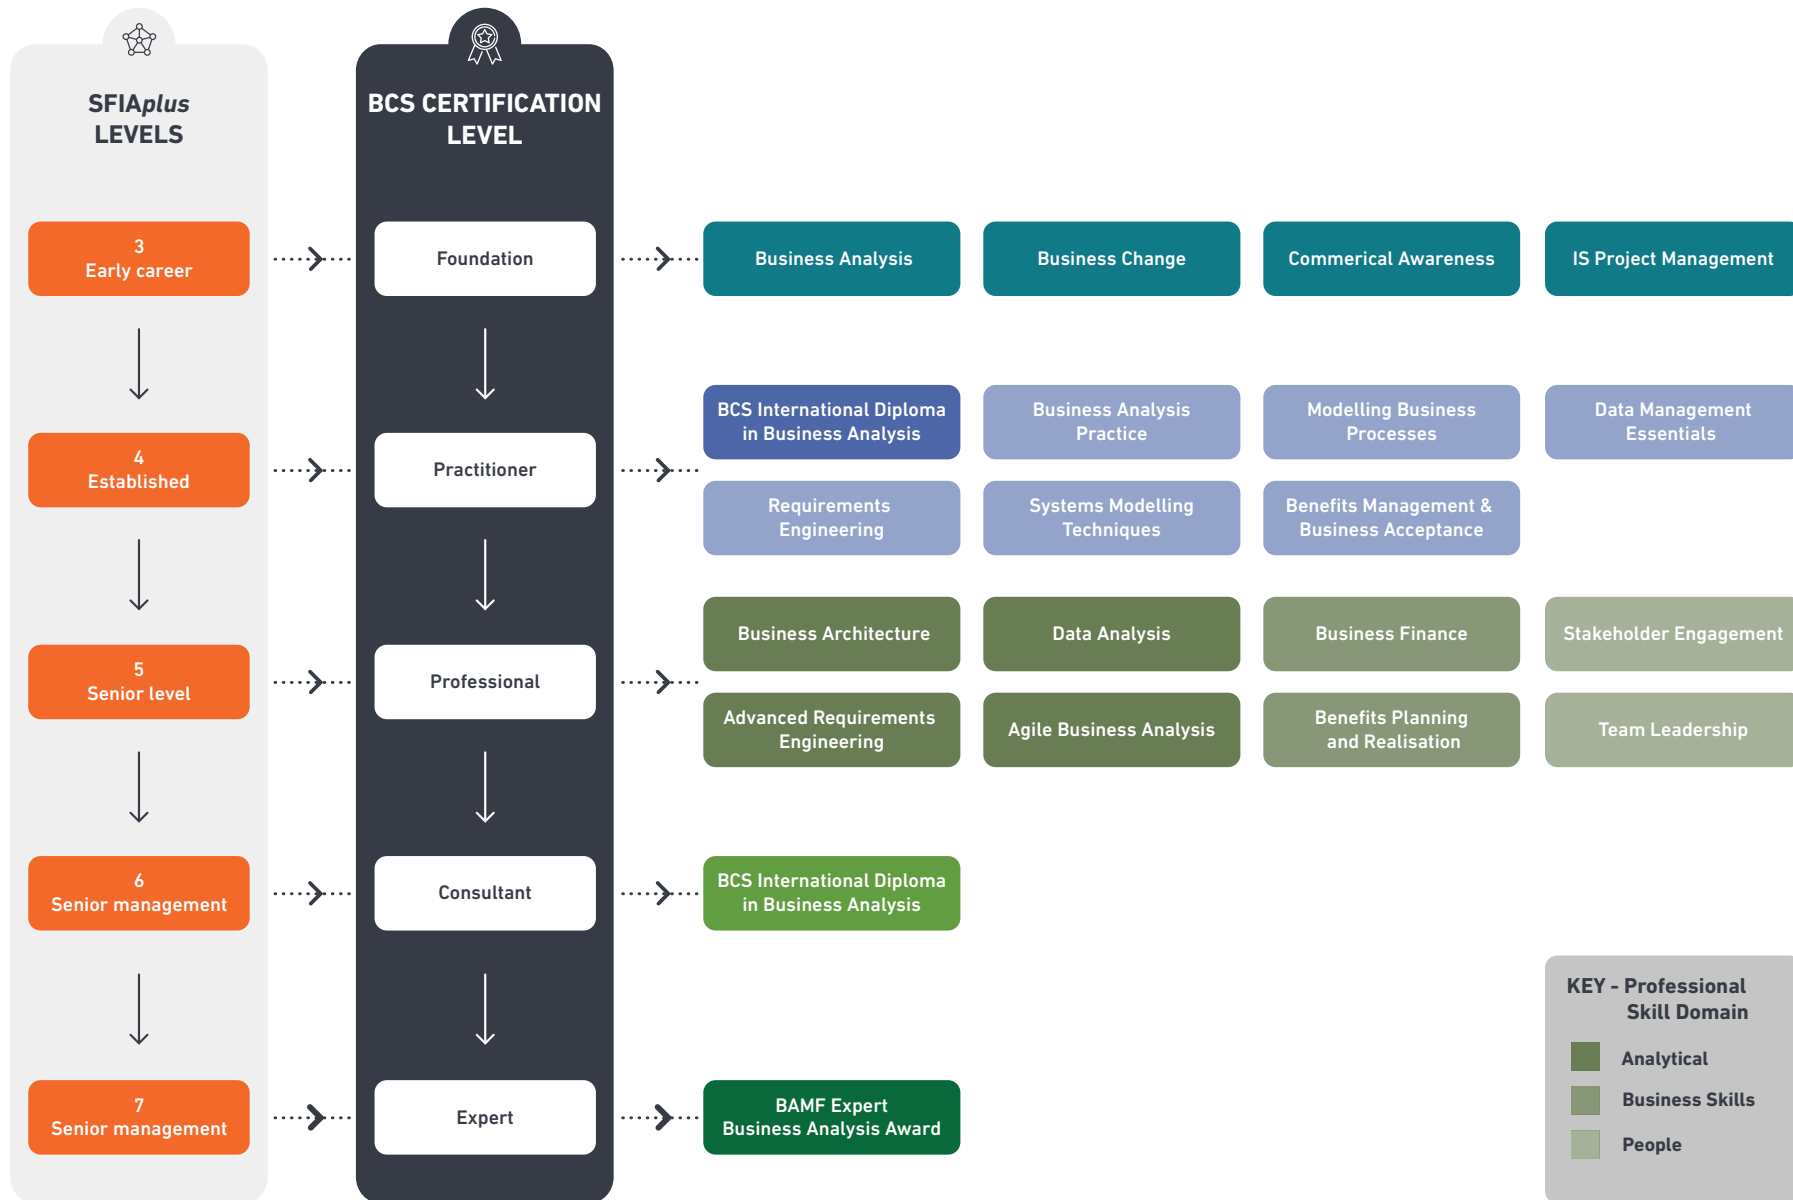 SFIAplus
LEVELS
BCS CERTIFICATION
LEVEL
3
Early career
Foundation
Business Analysis
Business Change
Commerical Awareness
IS Project Management
4
Established
Practitioner
BCS International Diploma
in Business Analysis
Business Analysis
Practice
Modelling Business
Processes
Data Management
Essentials
Requirements
Engineering
Systems Modelling
Techniques
Benefits Management &
Business Acceptance
5
Senior level
Professional
Business Architecture
Data Analysis
Business Finance
Stakeholder Engagement
Advanced Requirements
Engineering
Agile Business Analysis
Benefits Planning
and Realisation
Team Leadership
6
Senior management
Consultant
BCS International Diploma
in Business Analysis
7
Senior management
Expert
BAMF Expert
Business Analysis Award
KEY - Professional
Skill Domain
Analytical
Business Skills
People